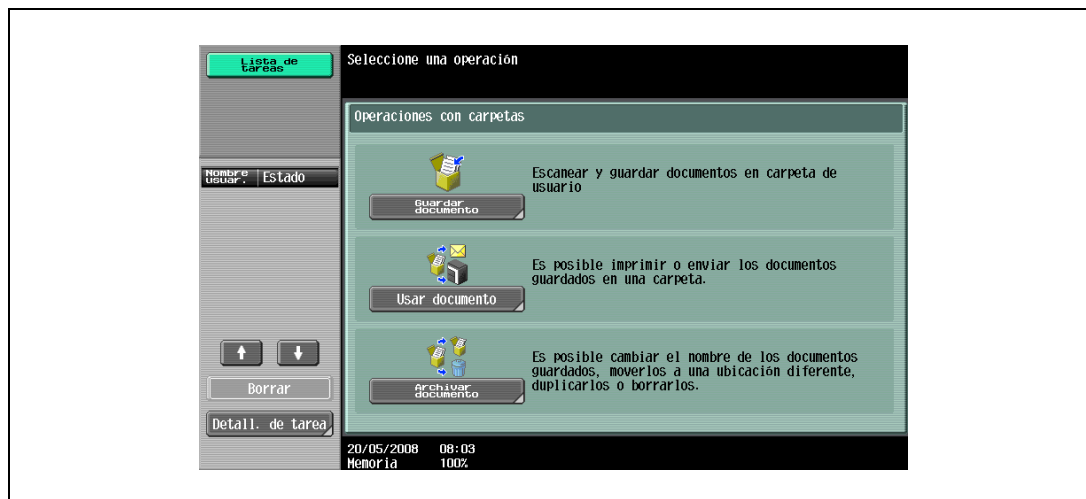 Lista de
tareas
Seleccione una operación
Operaciones con carpetas
Nombre
usuar.
Estado
Escanear y guardar documentos en carpeta de
usuario
Guardar
documento
Es posible imprimir o enviar los documentos
guardados en una carpeta.
Usar documento
Es posible cambiar el nombre de los documentos
guardados, moverlos a una ubicación diferente,
duplicarlos o borrarlos.
Archivar
documento
Borrar
Detall. de tarea
20/05/2008 08:03
Memoria 100%